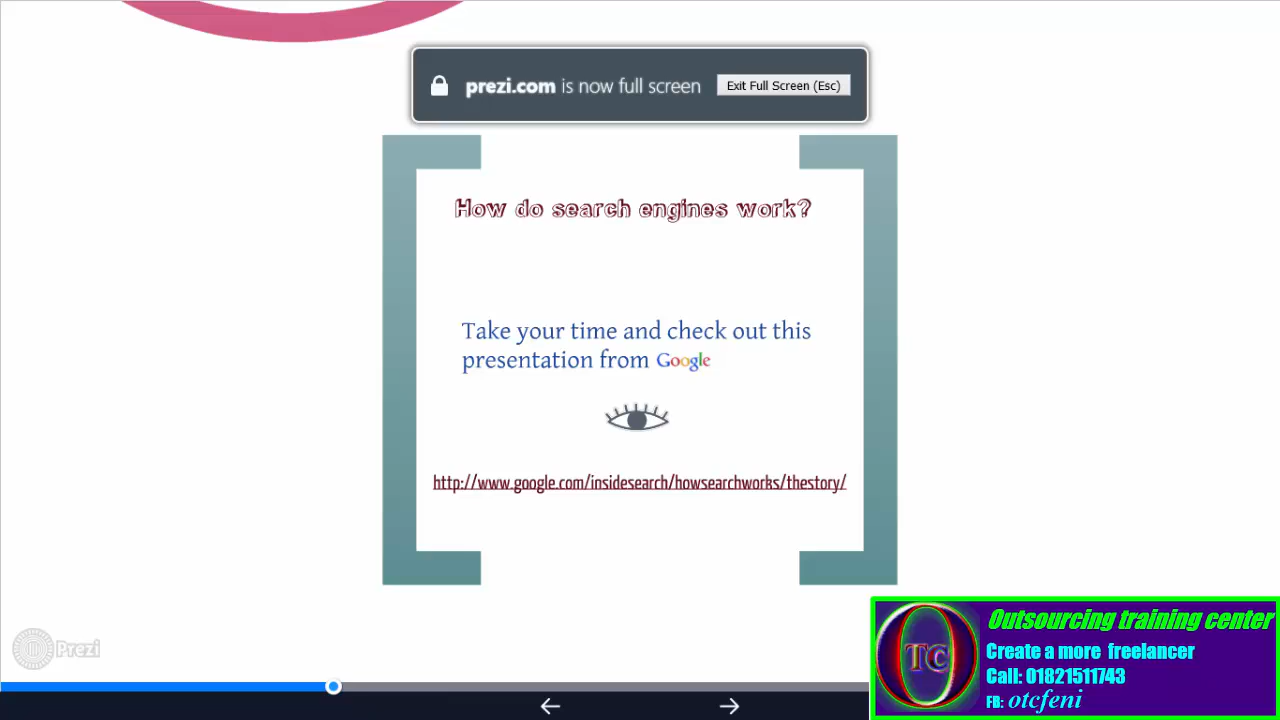 prezi.com is now full screen
Exit Full Screen (Esc)
How do search engines work?
Take your time and check out this
presentation from Google
http://www.google.com/insidesearch/howsearchworks/thestory/
Prezi
OTC
Outsourcing training center
Create a more freelancer
Call: 01821511743
FB: otcfeni